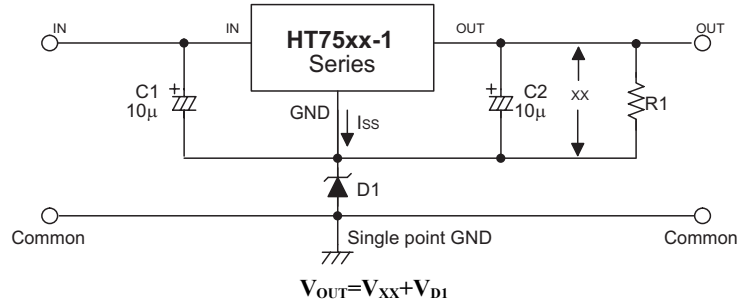 IN
IN
HT75xx-1
Series
OUT
OUT
C1
10μ
GND
ISS
C2
10μ
XX
R1
D1
Common
Single point GND
Common
VOUT=VXX+VD1